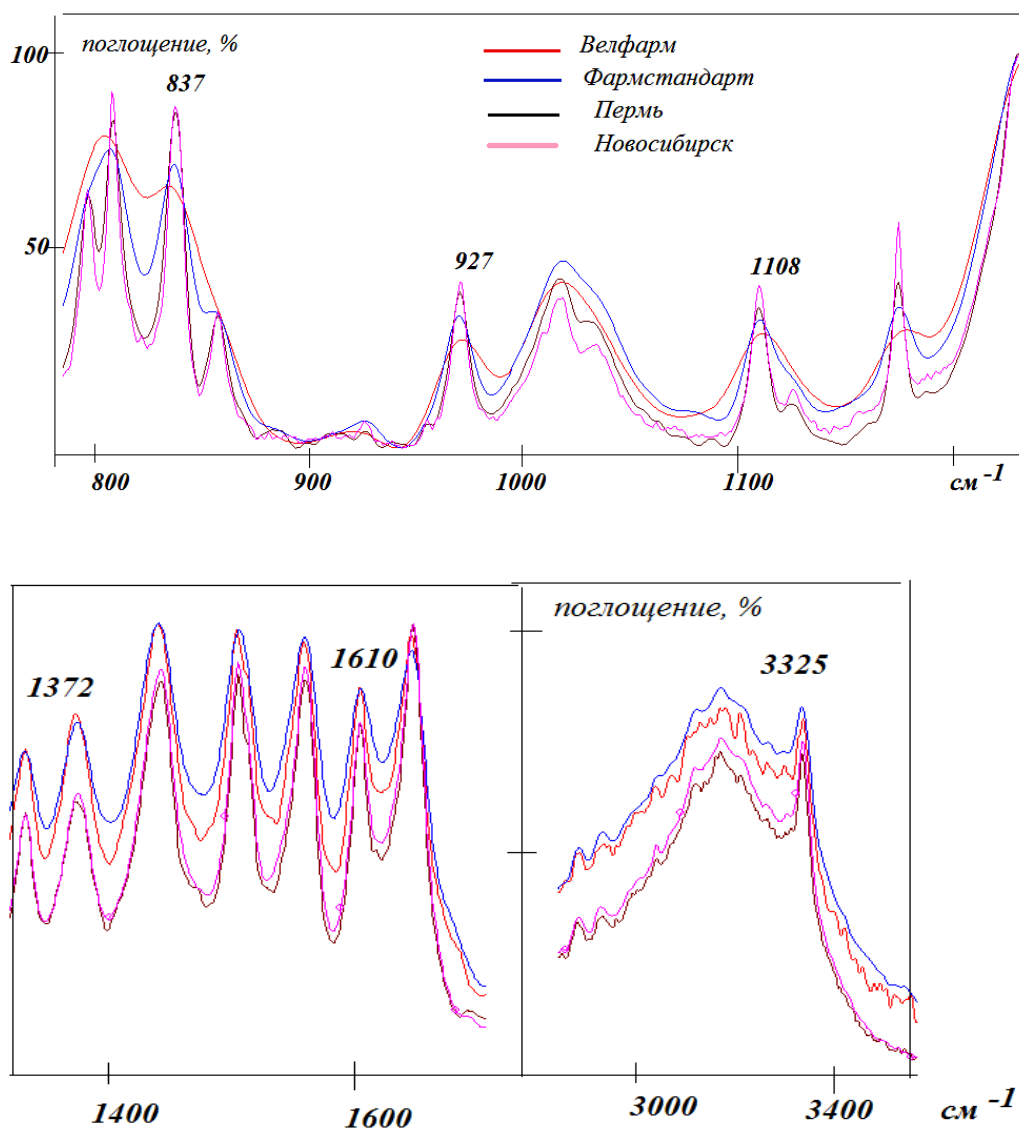 поглощение, %
Велфарм
Фармстандарт
Пермь
Новосибирск
100
837
50
927
1108
800
900
1000
1100
см -1
поглощение, %
1372
1610
3325
1400
1600
3000
3400
см -1